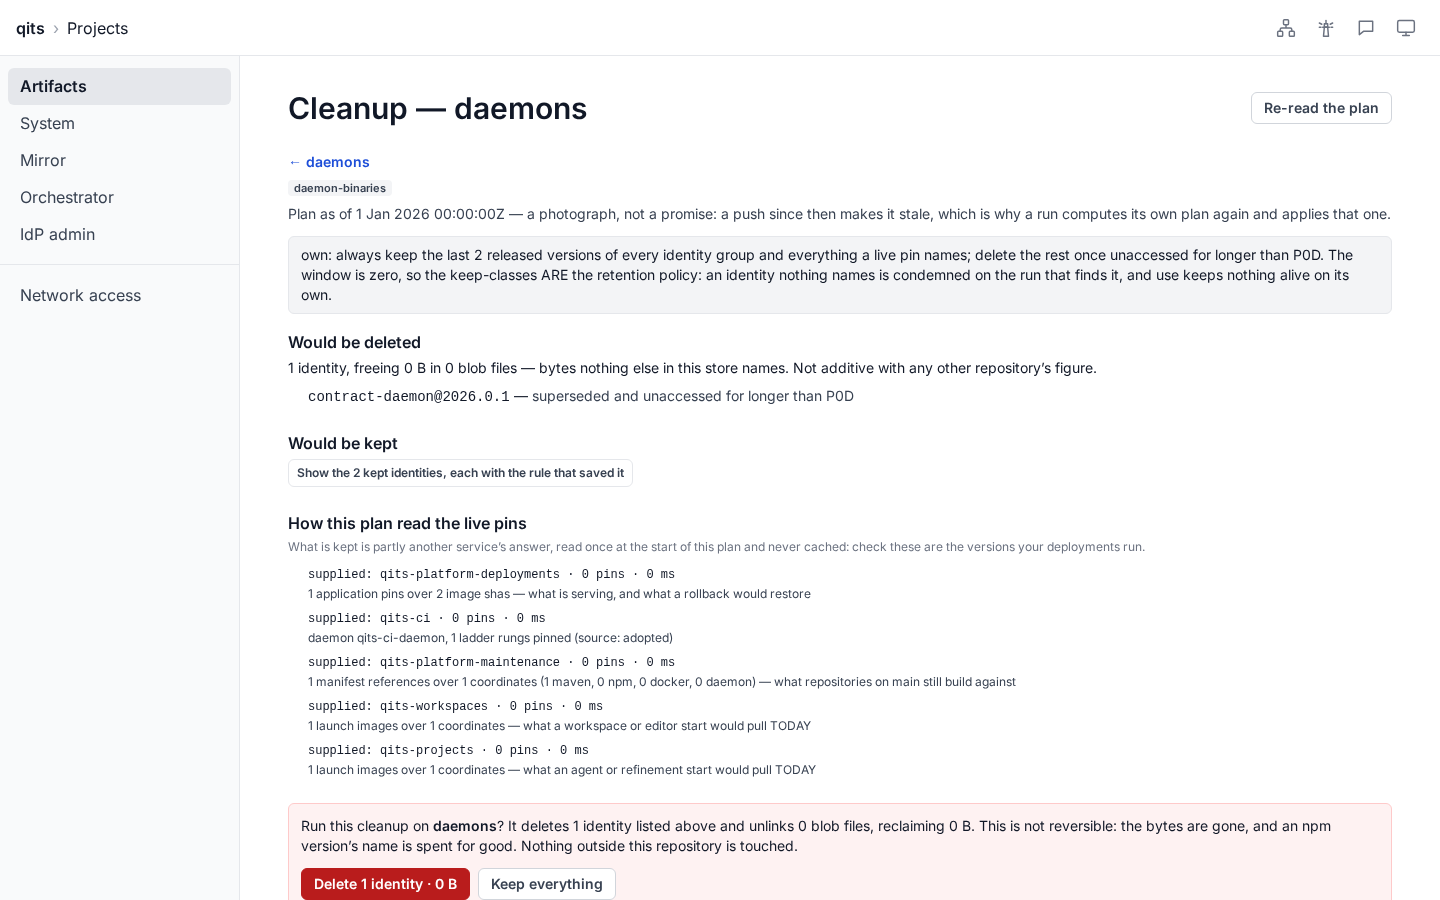 qits › Projects
Artifacts
System
Mirror
Orchestrator
IdP admin
Network access
Cleanup — daemons
Re-read the plan
← daemons
daemon-binaries
Plan as of 1 Jan 2026 00:00:00Z — a photograph, not a promise: a push since then makes it stale, which is why a run computes its own plan again and applies that one.
own: always keep the last 2 released versions of every identity group and everything a live pin names; delete the rest once unaccessed for longer than P0D. The
window is zero, so the keep-classes ARE the retention policy: an identity nothing names is condemned on the run that finds it, and use keeps nothing alive on its
own.
Would be deleted
1 identity, freeing 0 B in 0 blob files — bytes nothing else in this store names. Not additive with any other repository’s figure.
contract-daemon@2026.0.1 — superseded and unaccessed for longer than P0D
Would be kept
Show the 2 kept identities, each with the rule that saved it
How this plan read the live pins
What is kept is partly another service’s answer, read once at the start of this plan and never cached: check these are the versions your deployments run.
supplied: qits-platform-deployments · 0 pins · 0 ms
1 application pins over 2 image shas — what is serving, and what a rollback would restore
supplied: qits-ci · 0 pins · 0 ms
daemon qits-ci-daemon, 1 ladder rungs pinned (source: adopted)
supplied: qits-platform-maintenance · 0 pins · 0 ms
1 manifest references over 1 coordinates (1 maven, 0 npm, 0 docker, 0 daemon) — what repositories on main still build against
supplied: qits-workspaces · 0 pins · 0 ms
1 launch images over 1 coordinates — what a workspace or editor start would pull TODAY
supplied: qits-projects · 0 pins · 0 ms
1 launch images over 1 coordinates — what an agent or refinement start would pull TODAY
Run this cleanup on daemons? It deletes 1 identity listed above and unlinks 0 blob files, reclaiming 0 B. This is not reversible: the bytes are gone, and an npm
version’s name is spent for good. Nothing outside this repository is touched.
Delete 1 identity · 0 B
Keep everything